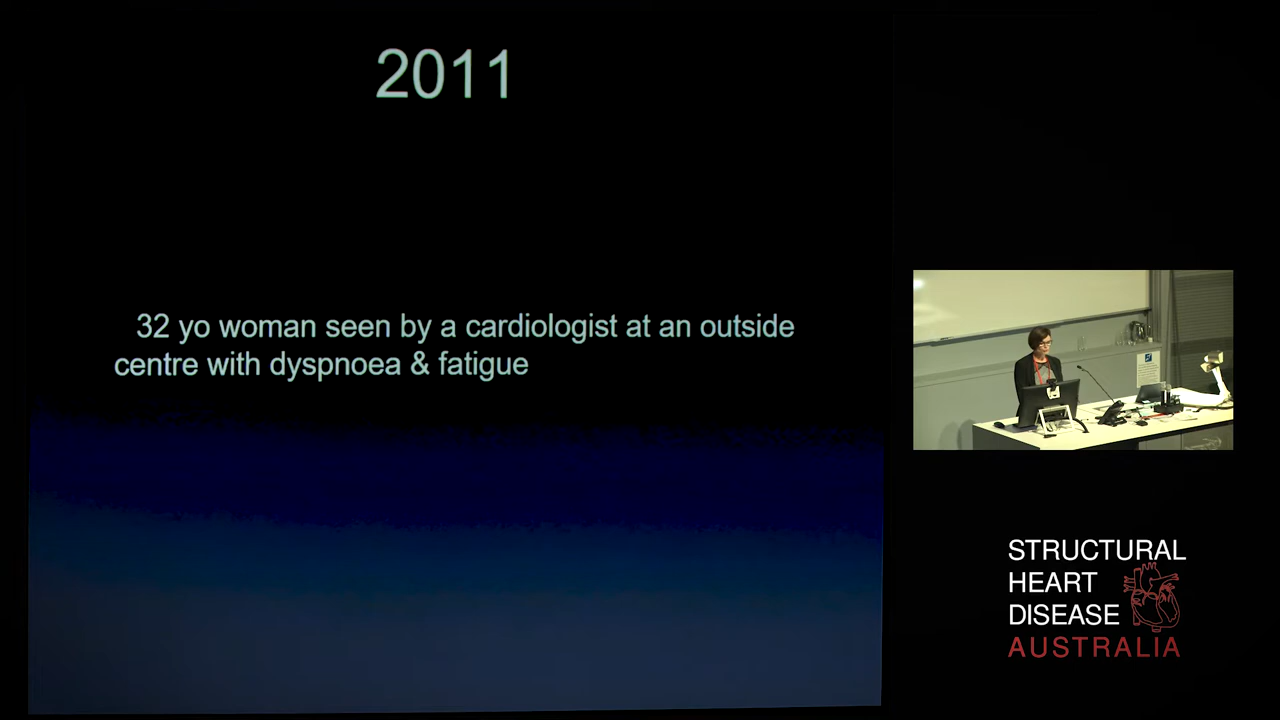 2011
32 yo woman seen by a cardiologist at an outside
centre with dyspnoea & fatigue
STRUCTURAL
HEART
DISEASE
AUSTRALIA